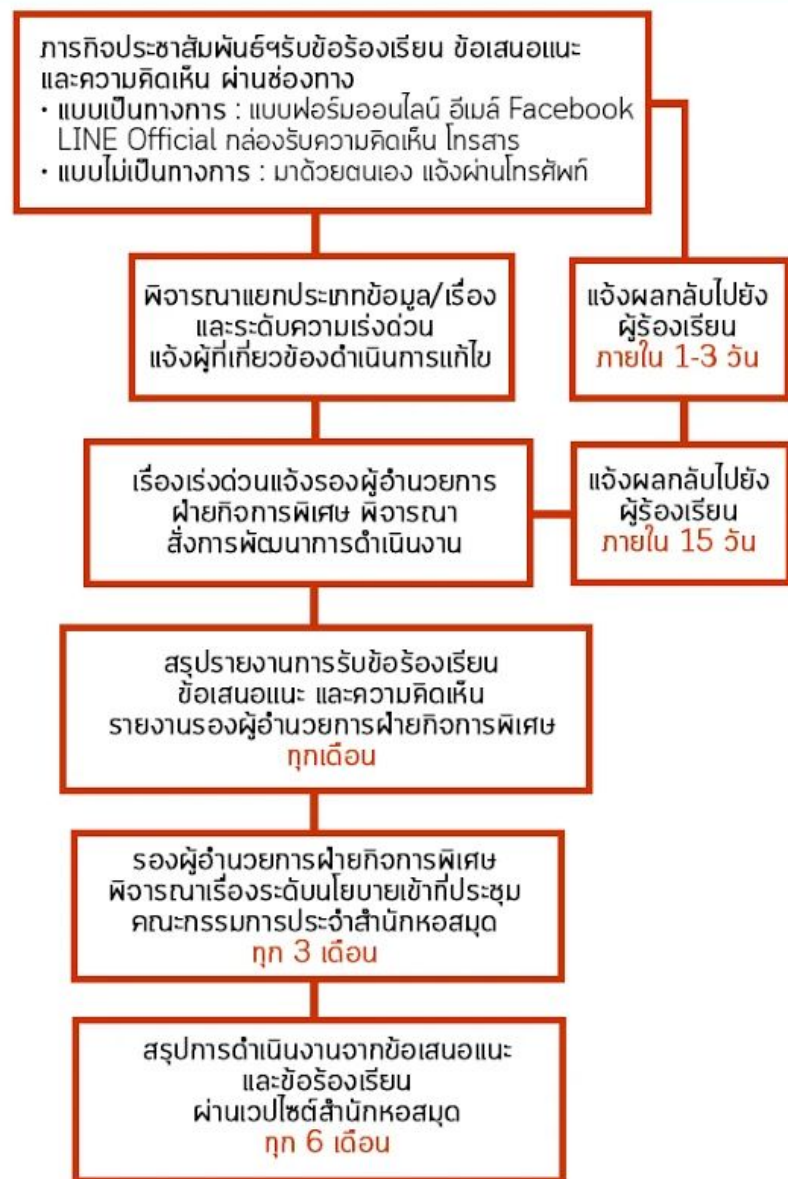 ภารกิจประชาสัมพันธ์ฯรับข้อร้องเรียน ข้อเสนอแนะ
และความคิดเห็น ผ่านช่องทาง
• แบบเป็นทางการ : แบบฟอร์มออนไลน์ อีเมล์ Facebook
LINE Official กล่องรับความคิดเห็น โทรสาร
• แบบไม่เป็นทางการ : มาด้วยตนเอง แจ้งผ่านโทรศัพท์
พิจารณาแยกประเภทข้อมูล/เรื่อง
และระดับความเร่งด่วน
แจ้งผู้ที่เกี่ยวข้องดำเนินการแก้ไข
แจ้งผลกลับไปยัง
ผู้ร้องเรียน
ภายใน 1-3 วัน
เรื่องเร่งด่วนแจ้งรองผู้อำนวยการ
ฝ่ายกิจการพิเศษ พิจารณา
สั่งการพัฒนาการดำเนินงาน
แจ้งผลกลับไปยัง
ผู้ร้องเรียน
ภายใน 15 วัน
สรุปรายงานการรับข้อร้องเรียน
ข้อเสนอแนะ และความคิดเห็น
รายงานรองผู้อำนวยการฝ่ายกิจการพิเศษ
ทุกเดือน
รองผู้อำนวยการฝ่ายกิจการพิเศษ
พิจารณาเรื่องระดับนโยบายเข้าที่ประชุม
คณะกรรมการประจำสำนักหอสมุด
ทุก 3 เดือน
สรุปการดำเนินงานจากข้อเสนอแนะ
และข้อร้องเรียน
ผ่านเวปไซต์สำนักหอสมุด
ทุก 6 เดือน